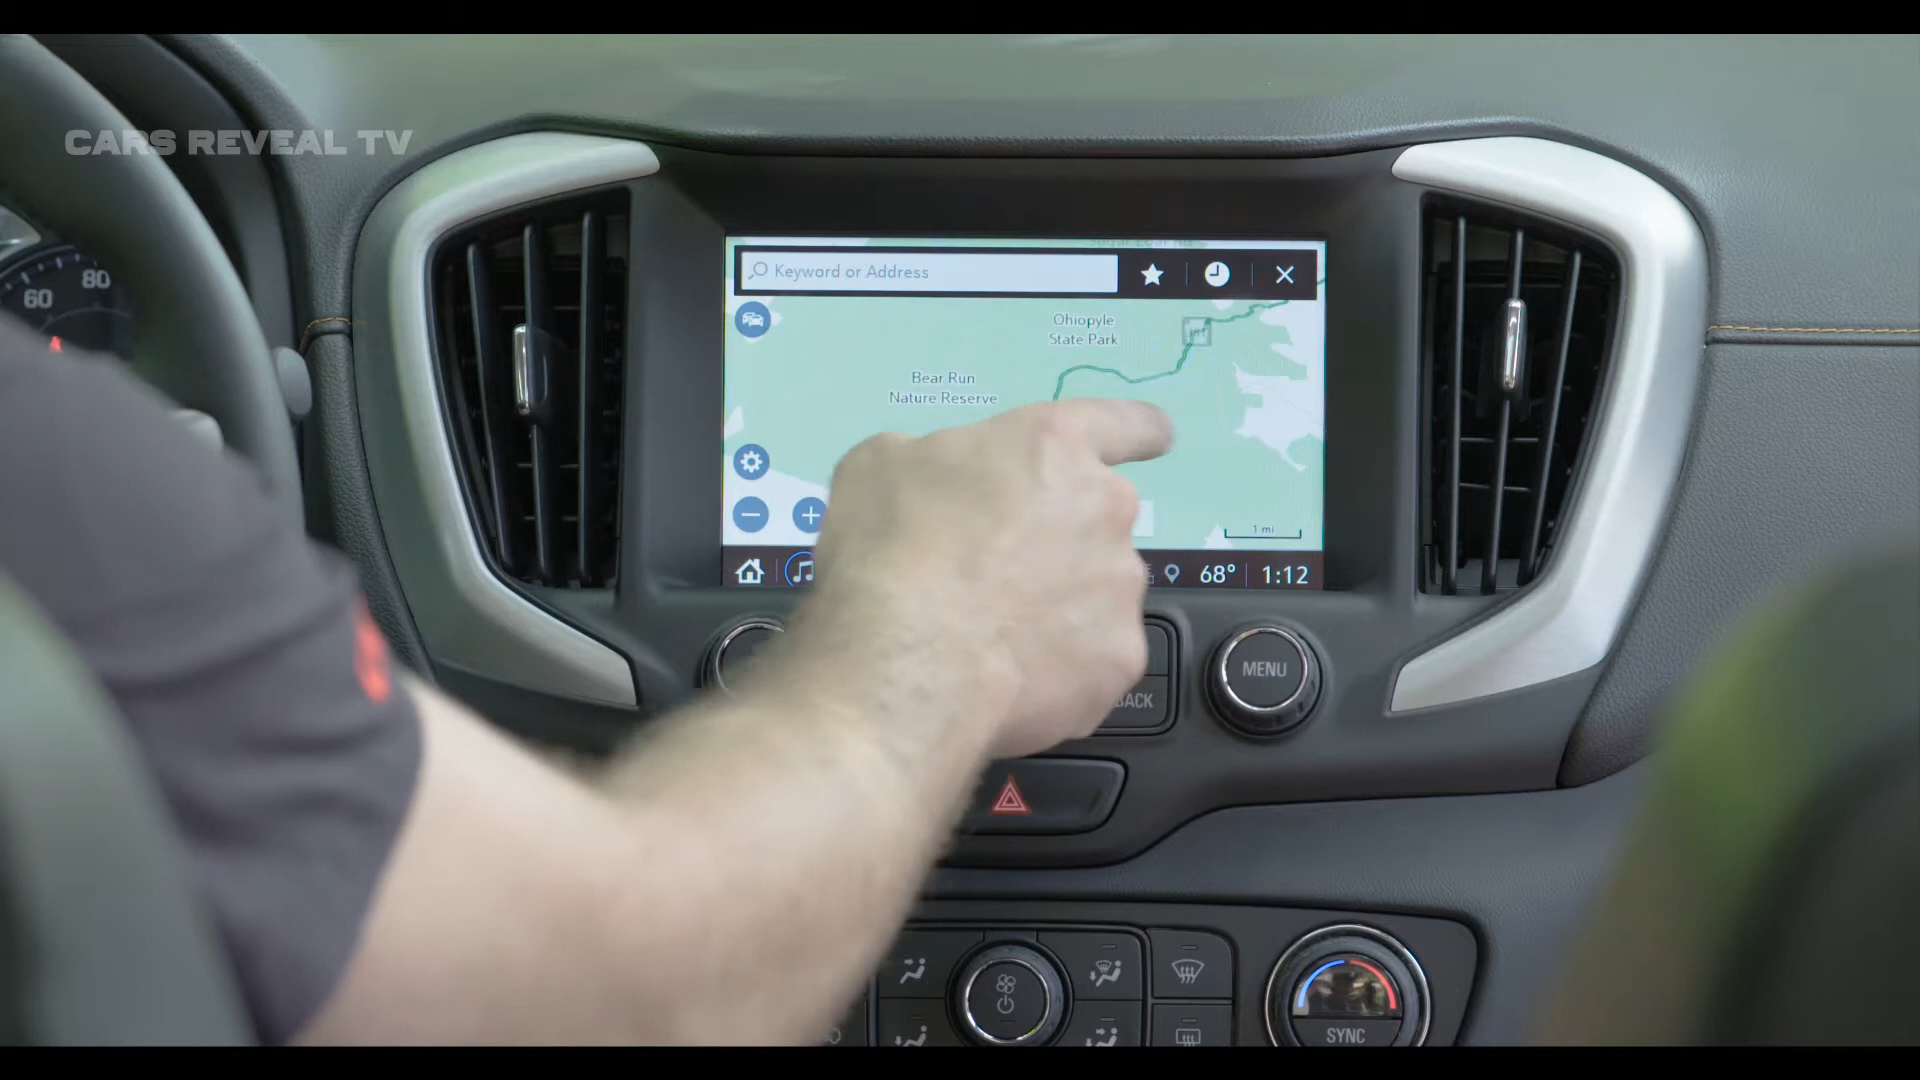 CARS REVEAL TV
80
60
Keyword or Address
Ohiopyle
State Park
Bear Run
Nature Reserve
1 mi
68° 1:12
MENU
BACK
SYNC